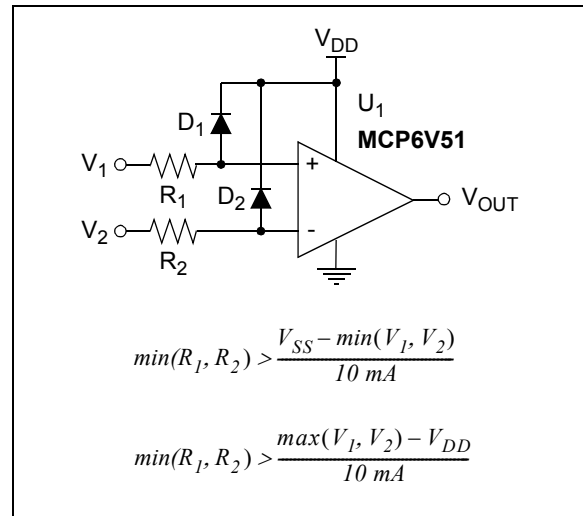 V_DD
U_1
MCP6V51
D_1
V_1
R_1
+
D_2
V_2
R_2
-
V_OUT
min(R_1, R_2) > (V_SS – min(V_1, V_2)) / 10 mA
min(R_1, R_2) > (max(V_1, V_2) – V_DD) / 10 mA